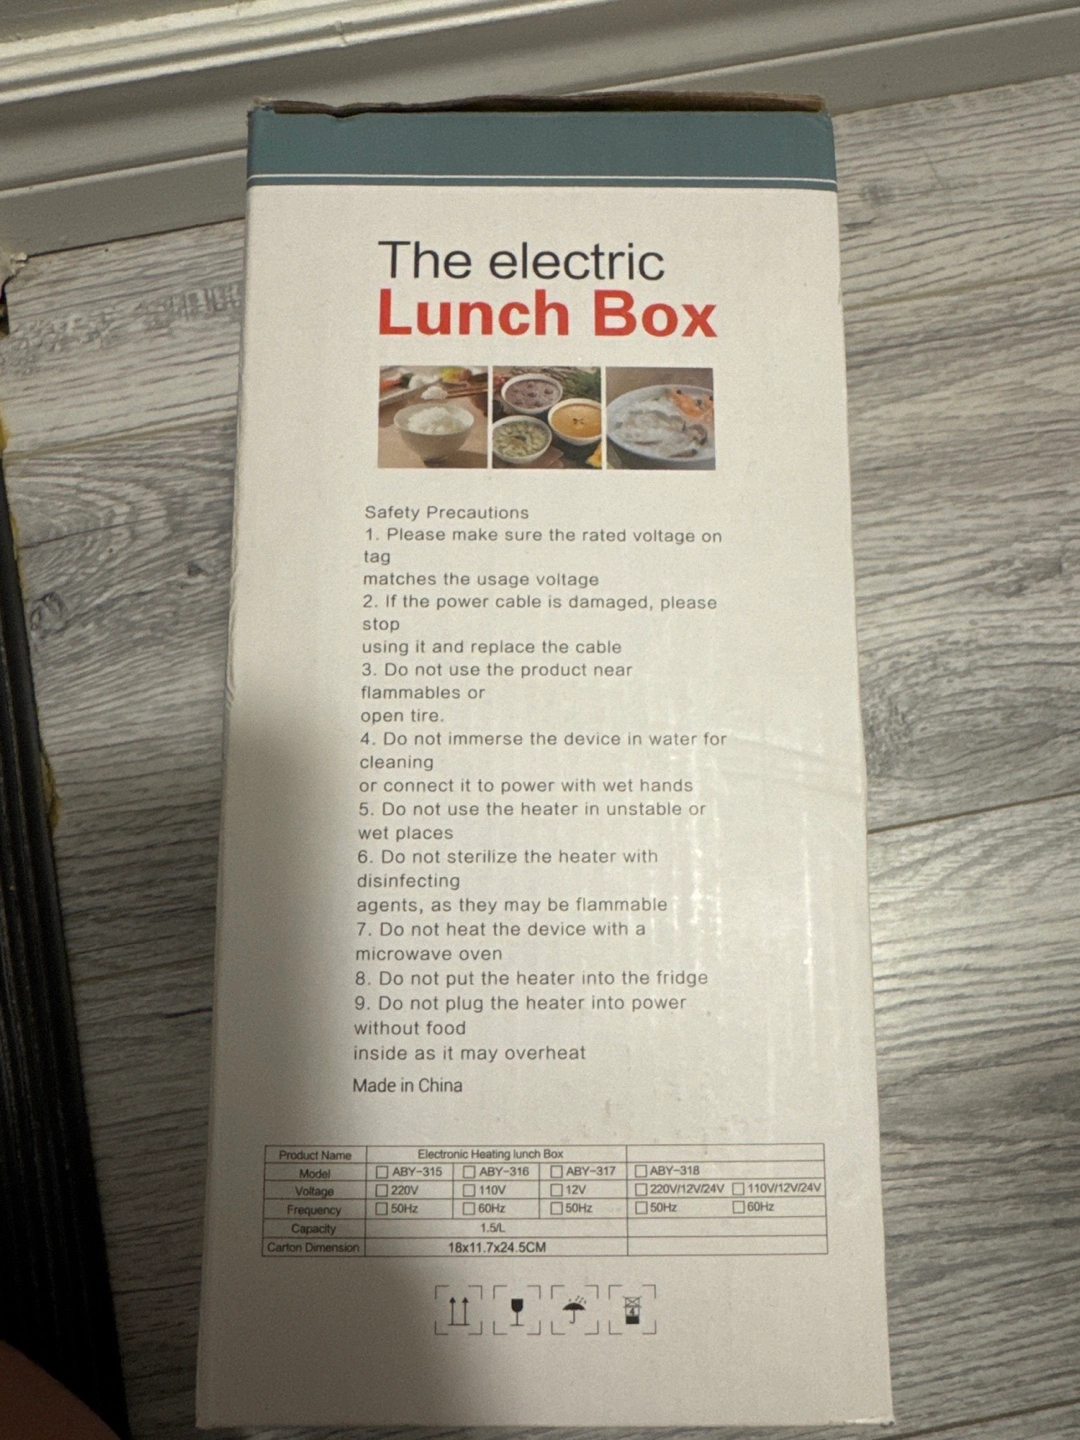 The electric
Lunch Box
Safety Precautions
1. Please make sure the rated voltage on
tag
matches the usage voltage
2. If the power cable is damaged, please
stop
using it and replace the cable
3. Do not use the product near
flammables or
open tire.
4. Do not immerse the device in water for
cleaning
or connect it to power with wet hands
5. Do not use the heater in unstable or
wet places
6. Do not sterilize the heater with
disinfecting
agents, as they may be flammable
7. Do not heat the device with a
microwave oven
8. Do not put the heater into the fridge
9. Do not plug the heater into power
without food
inside as it may overheat
Made in China
Product Name Electronic Heating lunch Box
Model ABY-315 ABY-316 ABY-317 ABY-318
Voltage 220V 110V 12V 220V/12V/24V 110V/12V/24V
Frequency 50Hz 60Hz 50Hz 50Hz 60Hz
Capacity 1.5/L
Carton Dimension 18x11.7x24.5CM
4